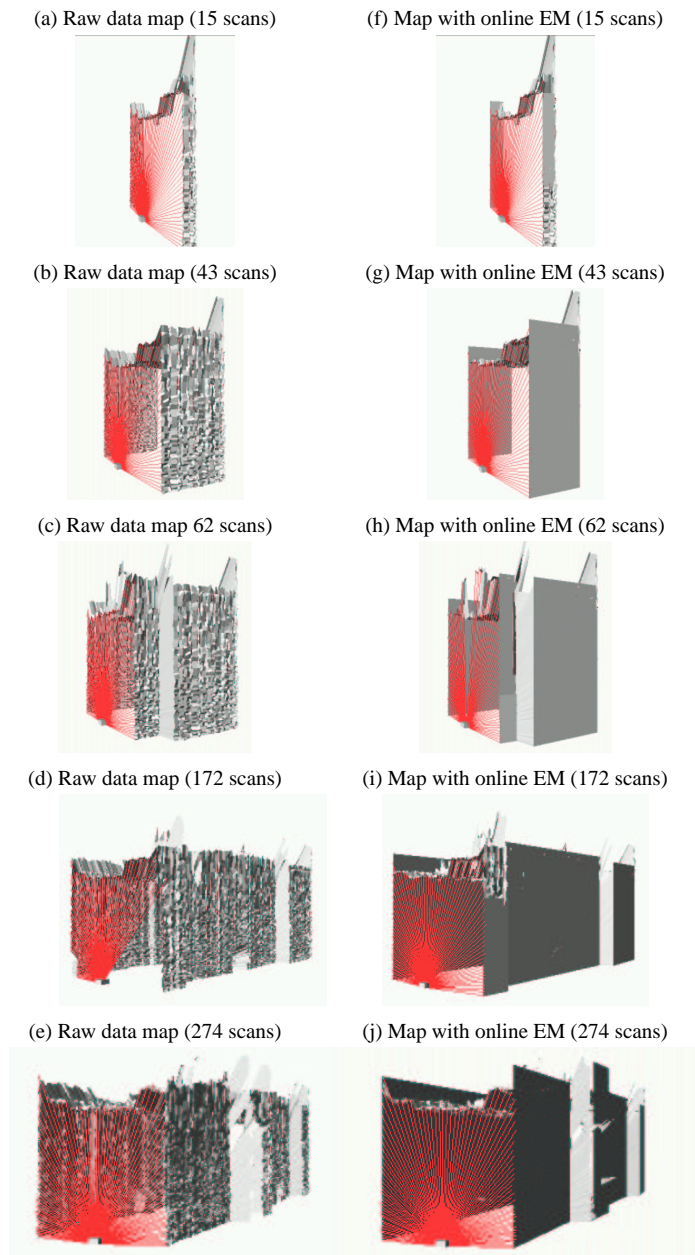 (a) Raw data map (15 scans)
(f) Map with online EM (15 scans)
(b) Raw data map (43 scans)
(g) Map with online EM (43 scans)
(c) Raw data map 62 scans)
(h) Map with online EM (62 scans)
(d) Raw data map (172 scans)
(i) Map with online EM (172 scans)
(e) Raw data map (274 scans)
(j) Map with online EM (274 scans)